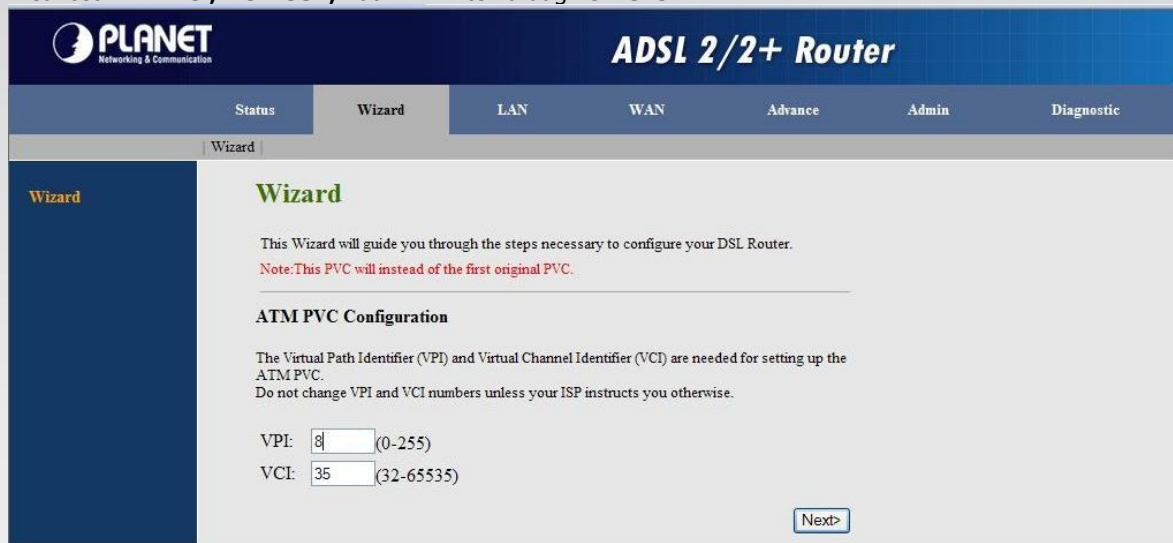 PLANET
Networking & Communication
ADSL 2/2+ Router
Status Wizard LAN WAN Advance Admin Diagnostic
| Wizard |
Wizard
Wizard
This Wizard will guide you through the steps necessary to configure your DSL Router.
Note:This PVC will instead of the first original PVC.
ATM PVC Configuration
The Virtual Path Identifier (VPI) and Virtual Channel Identifier (VCI) are needed for setting up the
ATM PVC.
Do not change VPI and VCI numbers unless your ISP instructs you otherwise.
VPI: 8 (0-255)
VCI: 35 (32-65535)
Next>